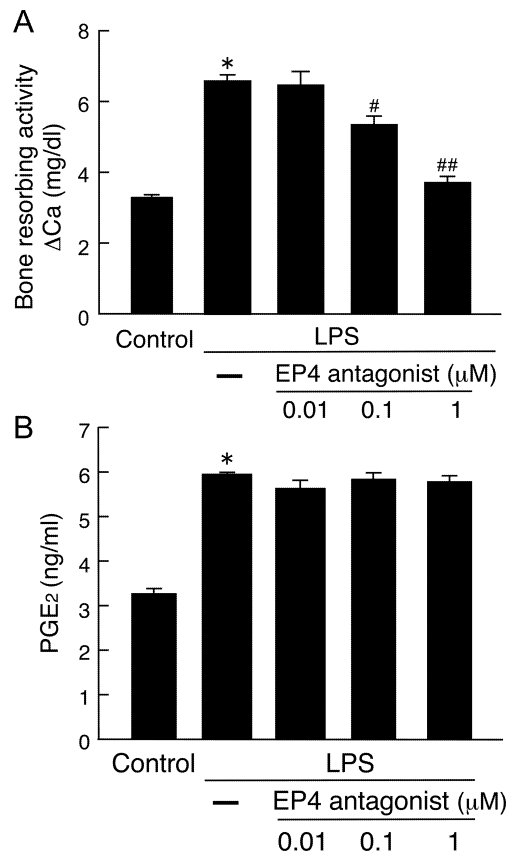 A
8
6
4
2
0
Bone resorbing activity
ΔCa (mg/dl)
*
#
##
Control
LPS
–
EP4 antagonist (μM)
0.01 0.1 1
B
7
6
5
4
3
2
1
0
PGE2 (ng/ml)
*
Control
LPS
–
EP4 antagonist (μM)
0.01 0.1 1